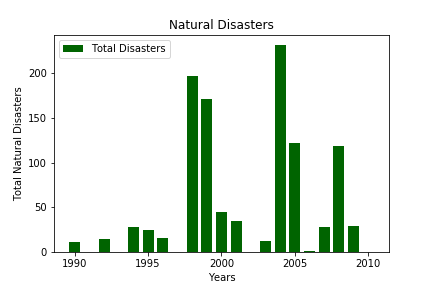 Natural Disasters
Total Disasters
Total Natural Disasters
200
150
100
50
0
1990
1995
2000
2005
2010
Years